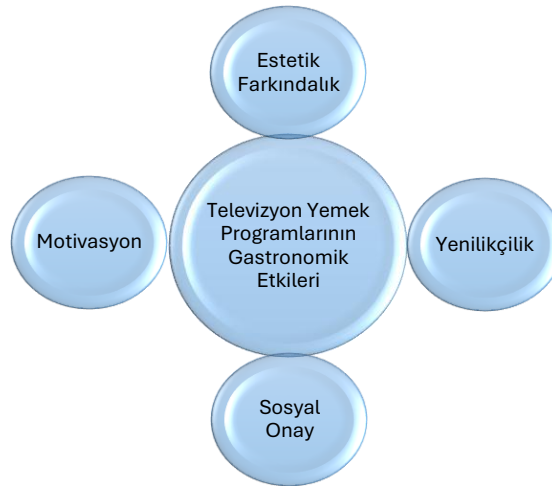 Estetik
Farkındalık
Motivasyon
Televizyon Yemek
Programlarının
Gastronomik
Etkileri
Yenilikçilik
Sosyal
Onay